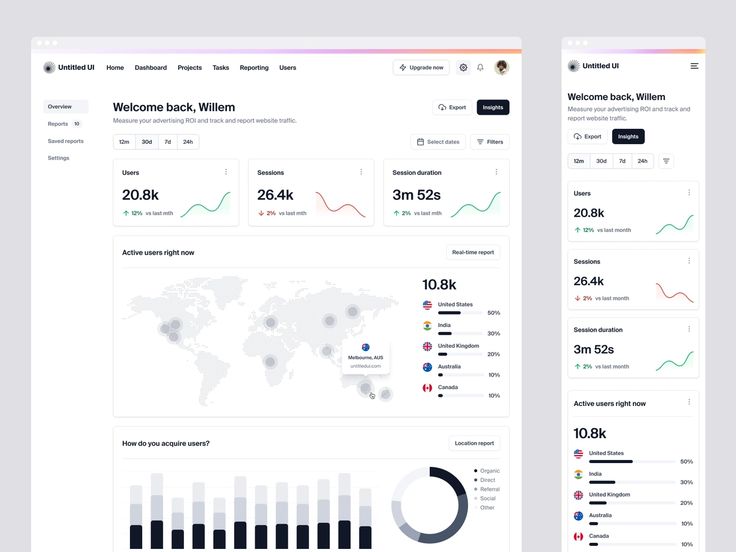 Untitled UI
Home
Dashboard
Projects
Tasks
Reporting
Users
Upgrade now
Overview
Reports 10
Saved reports
Settings
Welcome back, Willem
Measure your advertising ROI and track and report website traffic.
Export
Insights
12m
30d
7d
24h
Select dates
Filters
Users
20.8k
12% vs last mth
Sessions
26.4k
2% vs last mth
Session duration
3m 52s
2% vs last mth
Active users right now
Real-time report
Melbourne, AUS
untitledui.com
10.8k
United States
50%
India
30%
United Kingdom
20%
Australia
10%
Canada
10%
How do you acquire users?
Location report
Organic
Direct
Referral
Social
Other
Untitled UI
Welcome back, Willem
Measure your advertising ROI and track and
report website traffic.
Export
Insights
12m
30d
7d
24h
Users
20.8k
12% vs last month
Sessions
26.4k
2% vs last month
Session duration
3m 52s
2% vs last month
Active users right now
10.8k
United States
50%
India
30%
United Kingdom
20%
Australia
10%
Canada
10%